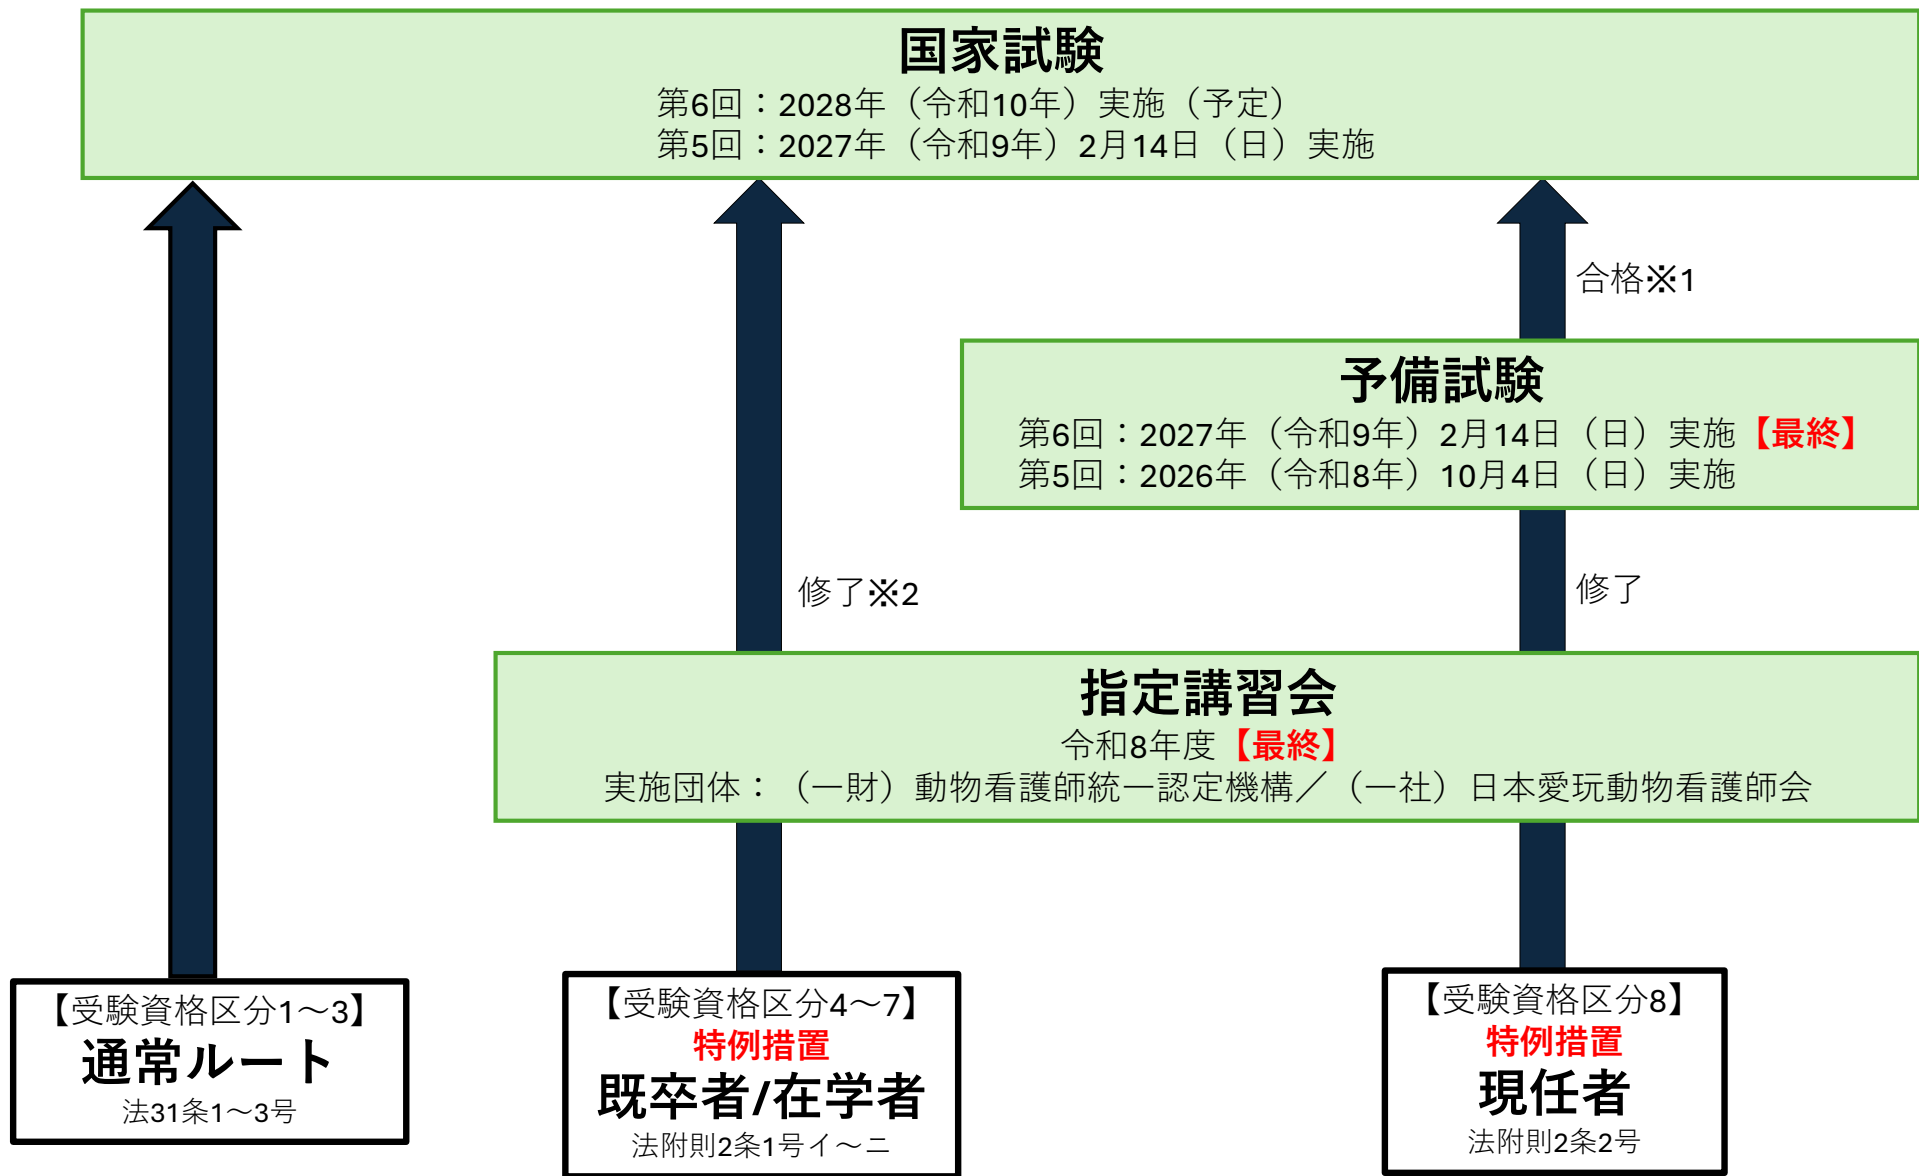 国家試験
第6回：2028年（令和10年）実施（予定）
第5回：2027年（令和9年）2月14日（日）実施
合格※1
予備試験
第6回：2027年（令和9年）2月14日（日）実施【最終】
第5回：2026年（令和8年）10月4日（日）実施
修了※2
修了
指定講習会
令和8年度【最終】
実施団体：（一財）動物看護師統一認定機構／（一社）日本愛玩動物看護師会
【受験資格区分1～3】
通常ルート
法31条1～3号
【受験資格区分4～7】
特例措置
既卒者/在学者
法附則2条1号イ～ニ
【受験資格区分8】
特例措置
現任者
法附則2条2号